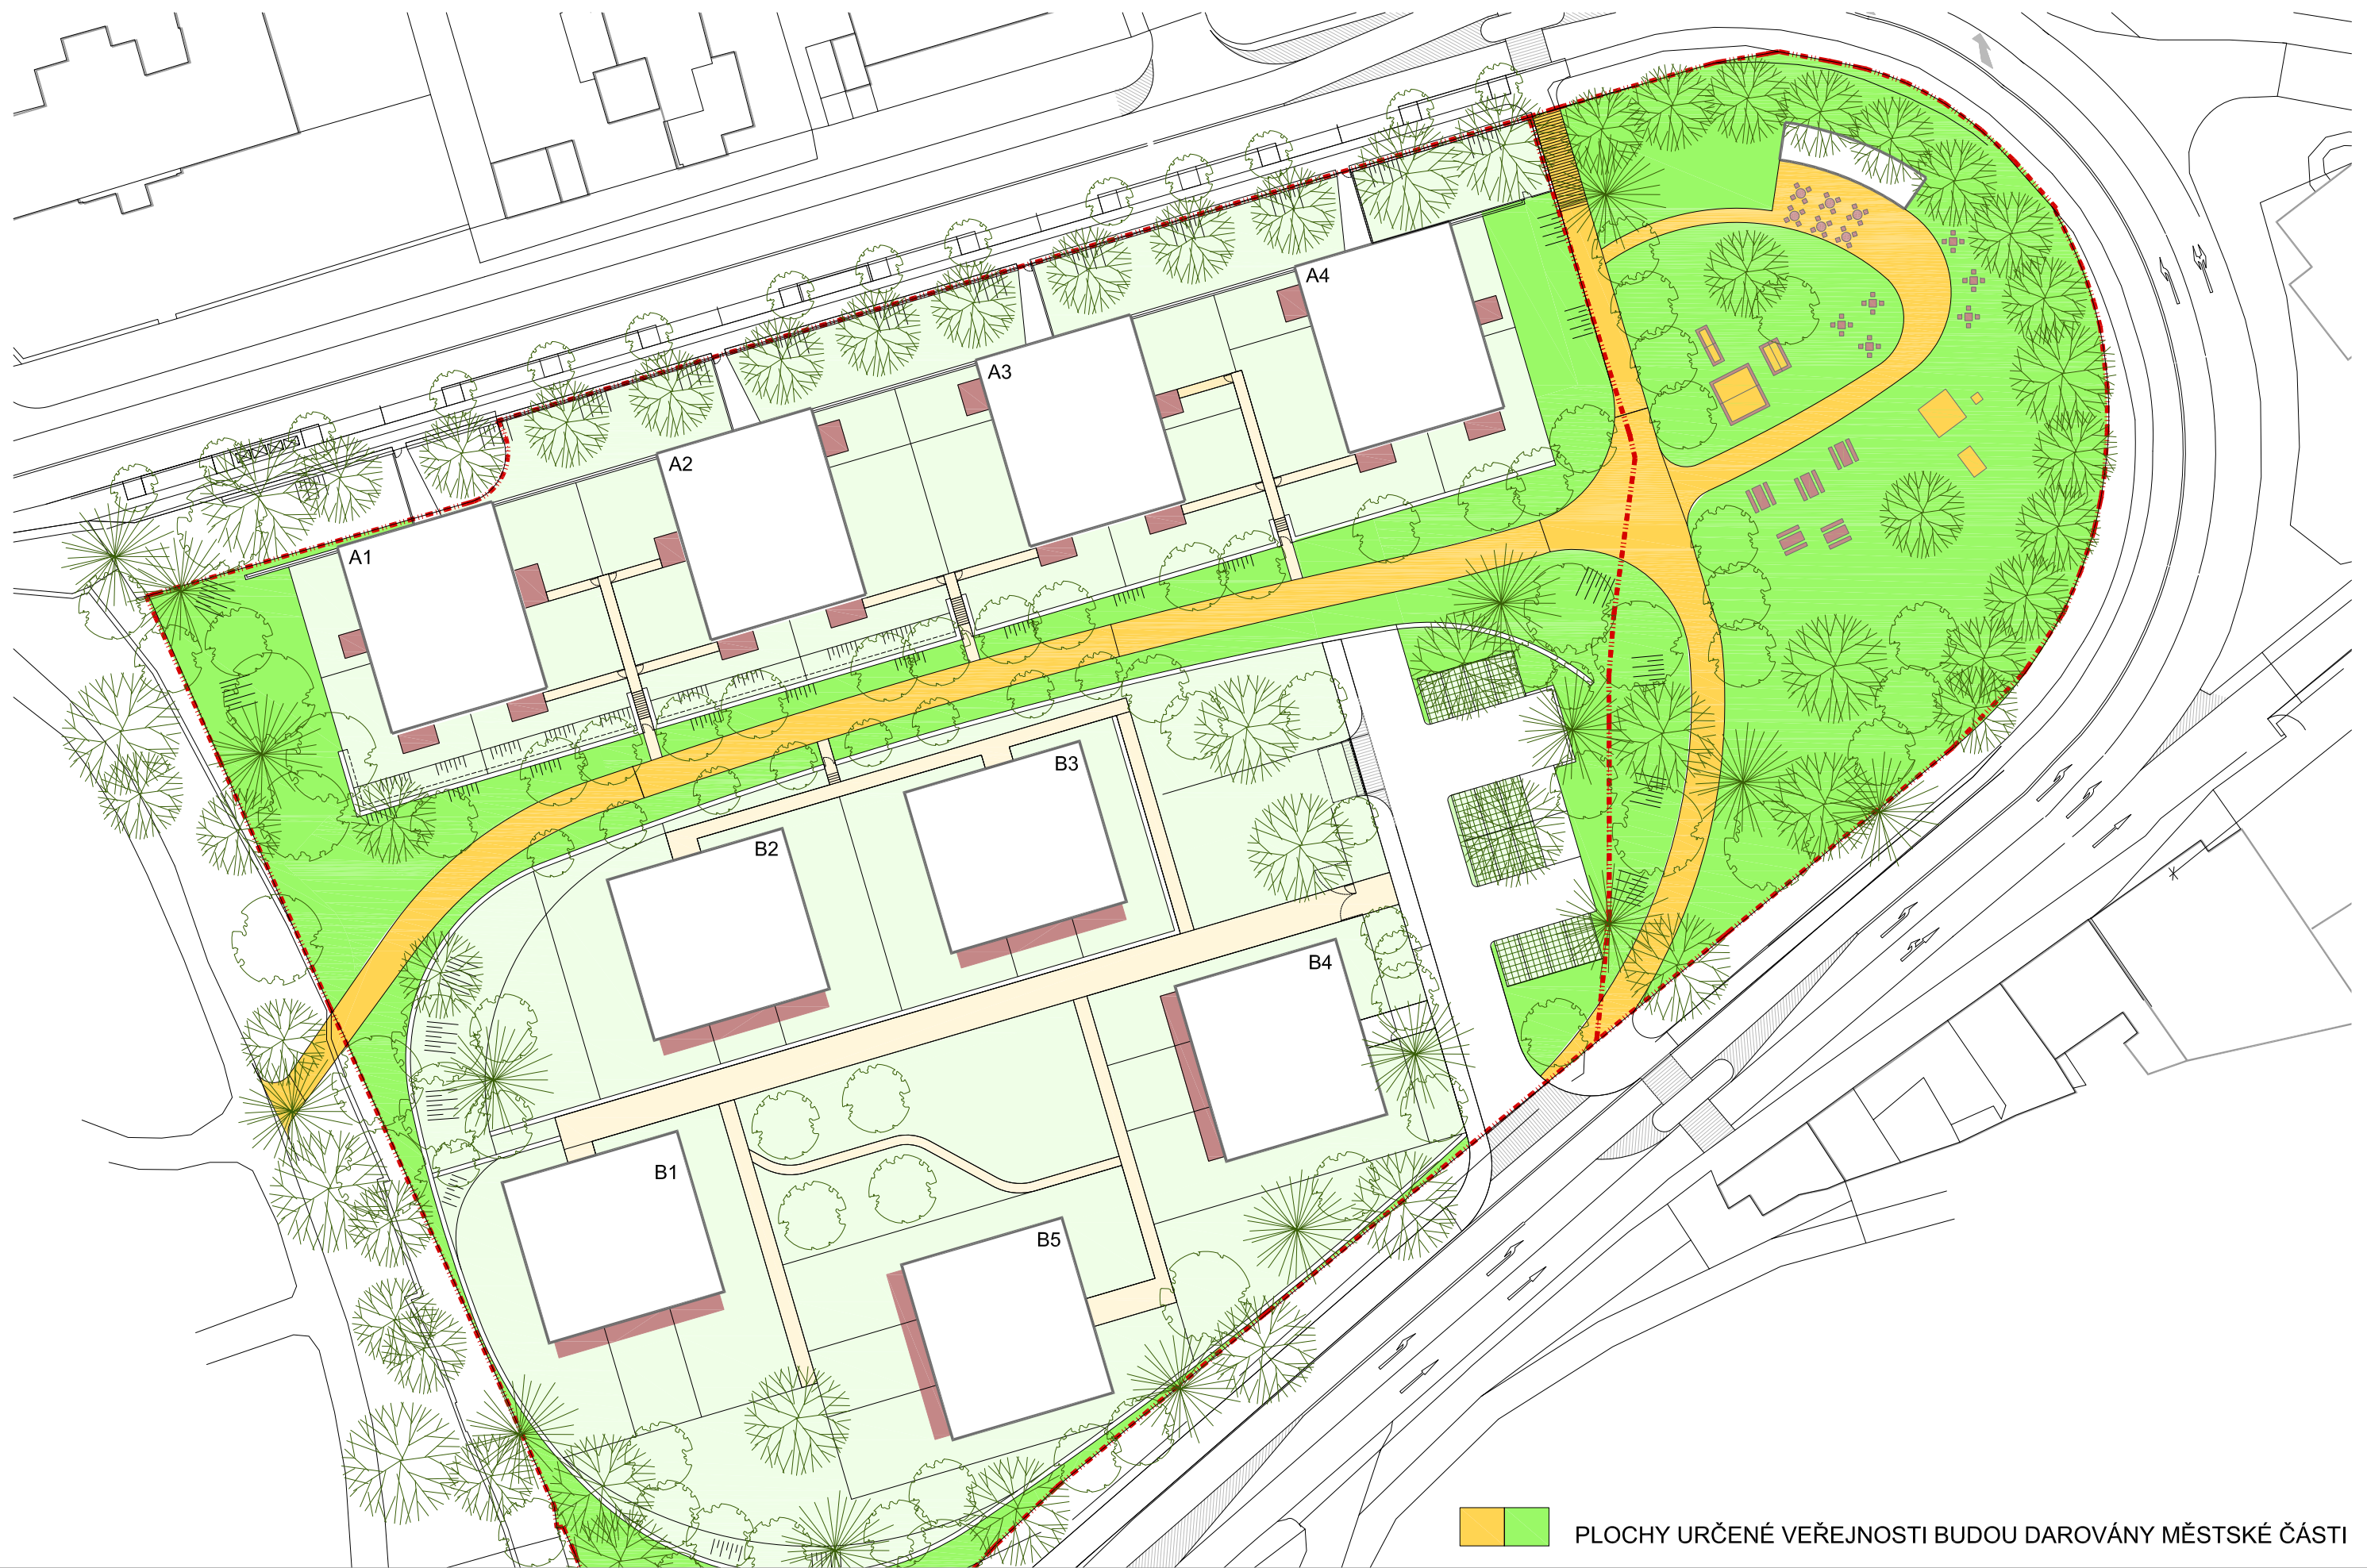 A4
A3
A2
A1
B3
B2
B4
B1
B5
PLOCHY URČENÉ VEŘEJNOSTI BUDOU DAROVÁNY MĚSTSKÉ ČÁSTI